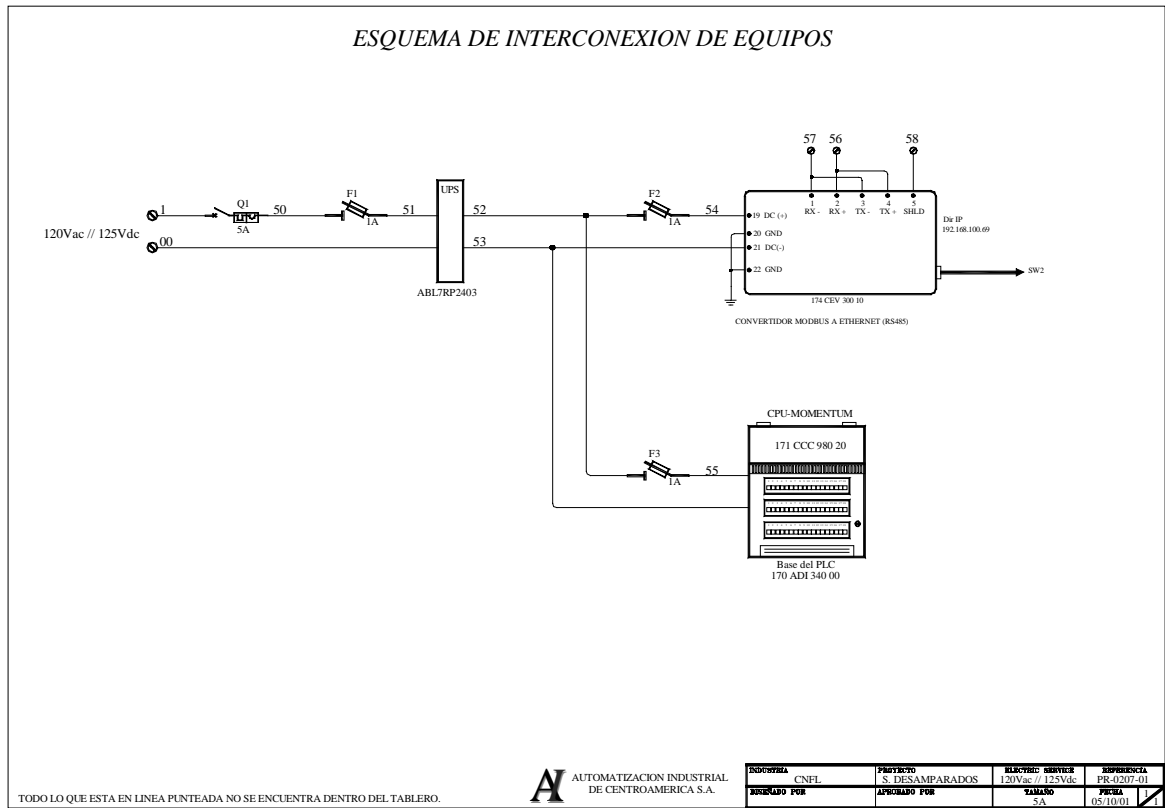 ESQUEMA DE INTERCONEXION DE EQUIPOS
57 56 58
1 2 3 4 5
RX - RX + TX - TX + SHLD
Dir IP
192.168.100.69
19 DC (+)
20 GND
21 DC(-)
22 GND
174 CEV 300 10
SW2
CONVERTIDOR MODBUS A ETHERNET (RS485)
120Vac // 125Vdc
1
00
Q1
5A
50
F1
1A
51
UPS
52
53
ABL7RP2403
F2
1A
54
CPU-MOMENTUM
171 CCC 980 20
F3
1A
55
Base del PLC
170 ADI 340 00
TODO LO QUE ESTA EN LINEA PUNTEADA NO SE ENCUENTRA DENTRO DEL TABLERO.
AI
AUTOMATIZACION INDUSTRIAL
DE CENTROAMERICA S.A.
INDUSTRIA PROYECTO ELECTRIC SERVICE REFERENCIA
CNFL S. DESAMPARADOS 120Vac // 125Vdc PR-0207-01
DISEÑADO POR APROBADO POR TAMAÑO FECHA 1
5A 05/10/01 1